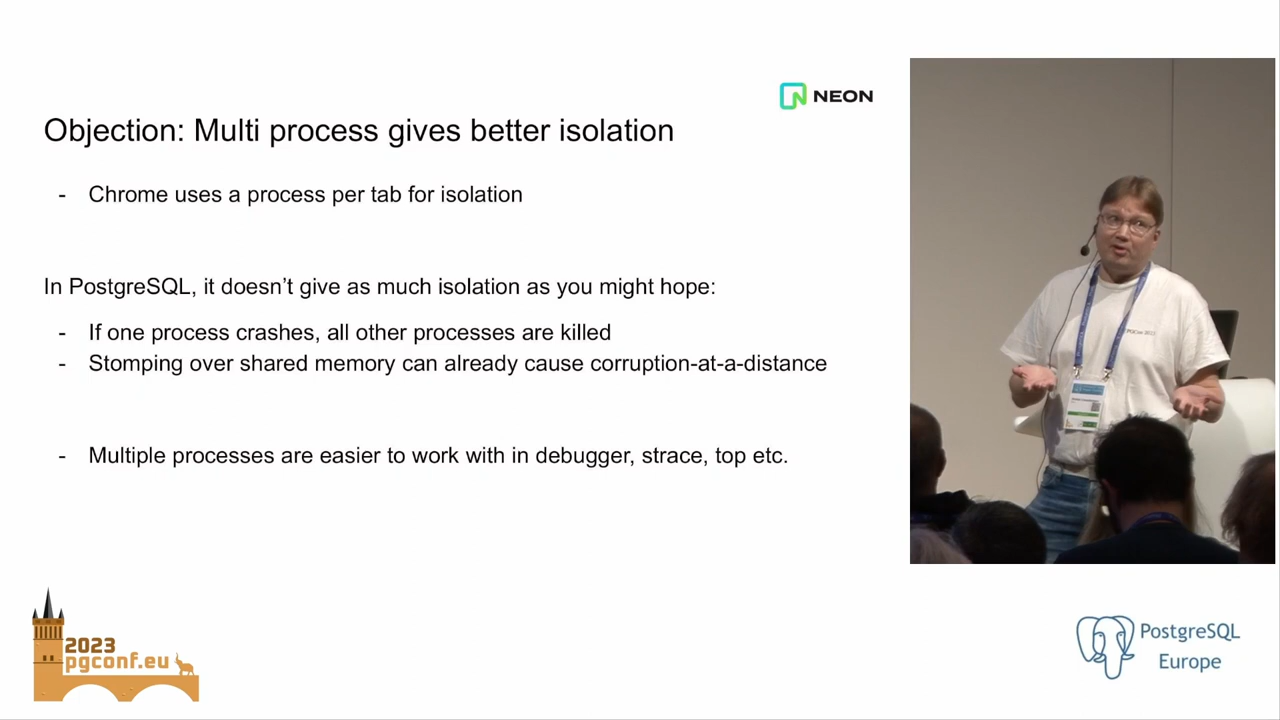 NEON
Objection: Multi process gives better isolation
- Chrome uses a process per tab for isolation
In PostgreSQL, it doesn’t give as much isolation as you might hope:
- If one process crashes, all other processes are killed
- Stomping over shared memory can already cause corruption-at-a-distance
- Multiple processes are easier to work with in debugger, strace, top etc.
2023
pgconf.eu
PostgreSQL
Europe